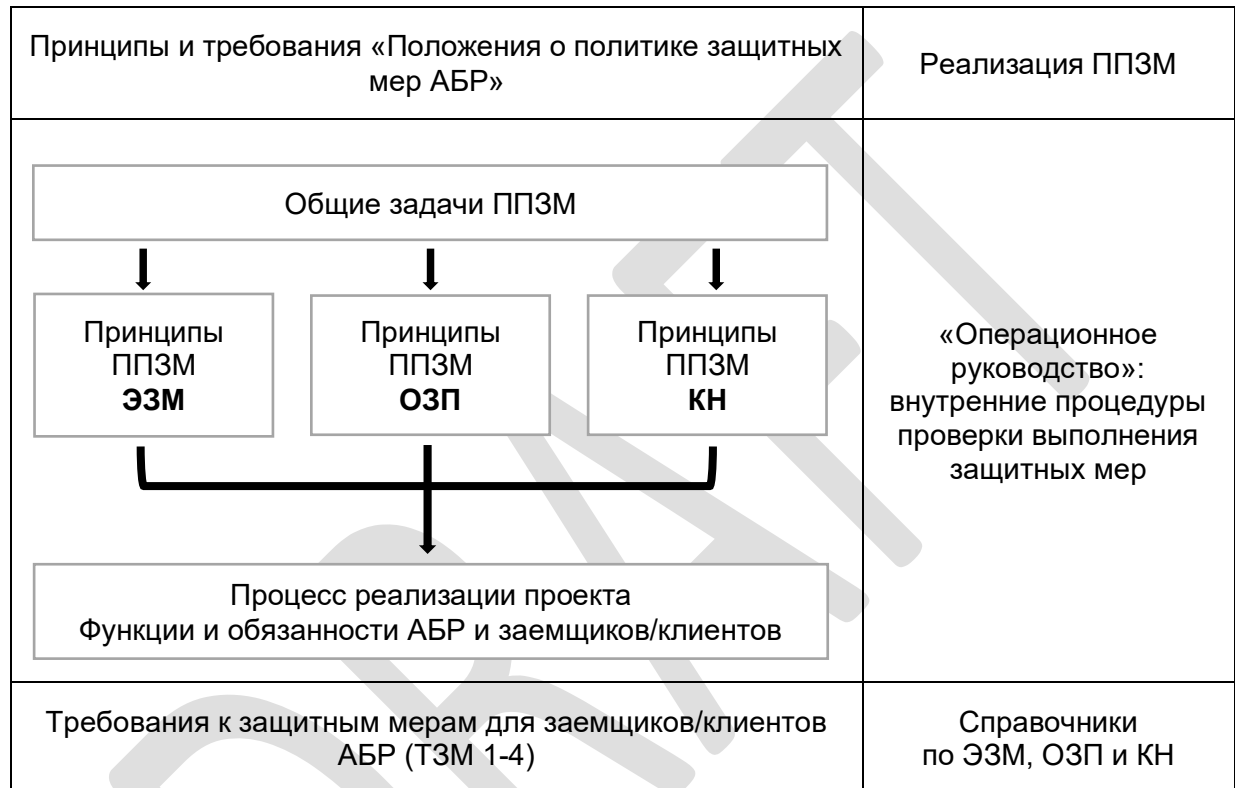 Принципы и требования «Положения о политике защитных
мер АБР»
Реализация ППЗМ
Общие задачи ППЗМ
Принципы
ППЗМ
ЭЗМ
Принципы
ППЗМ
ОЗП
Принципы
ППЗМ
КН
«Операционное
руководство»:
внутренние процедуры
проверки выполнения
защитных мер
Процесс реализации проекта
Функции и обязанности АБР и заемщиков/клиентов
Требования к защитным мерам для заемщиков/клиентов
АБР (ТЗМ 1-4)
Справочники
по ЭЗМ, ОЗП и КН
DRAFT